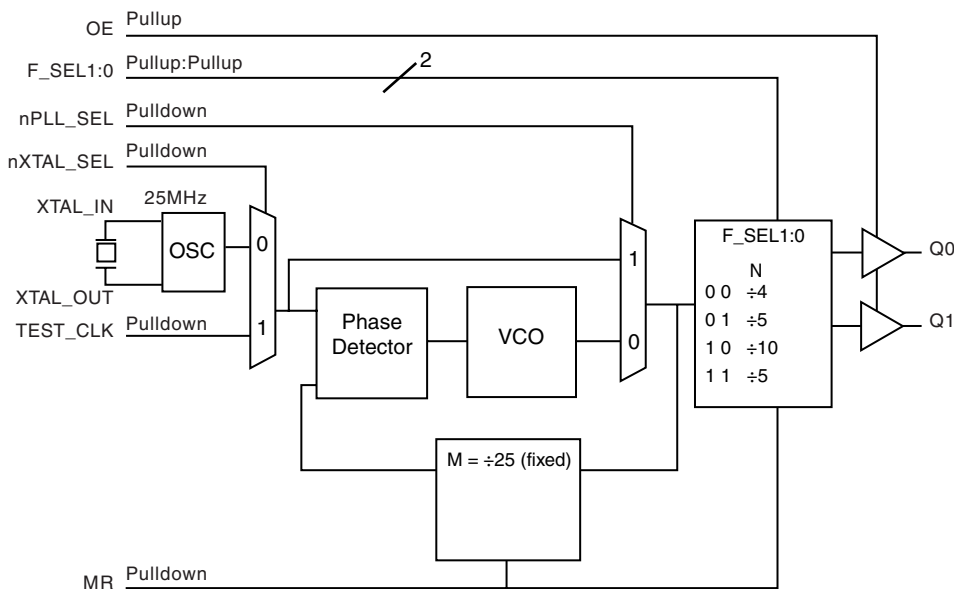 OE Pullup
F_SEL1:0 Pullup:Pullup 2
nPLL_SEL Pulldown
nXTAL_SEL Pulldown
XTAL_IN 25MHz
OSC
XTAL_OUT
TEST_CLK Pulldown
0
1
Phase
Detector
VCO
1
0
F_SEL1:0
N
0 0 ÷4
0 1 ÷5
1 0 ÷10
1 1 ÷5
Q0
Q1
M = ÷25 (fixed)
MR Pulldown